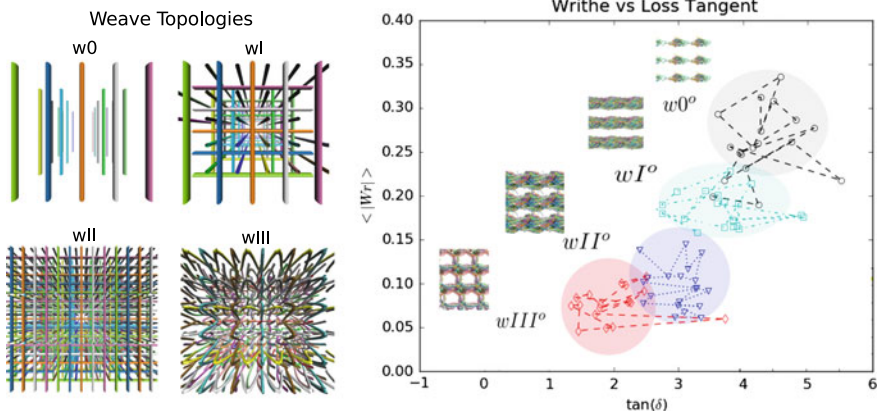 Weave Topologies
w0
wI
wII
wIII
Writhe vs Loss Tangent
< |Wr| >
0.40
0.35
0.30
0.25
0.20
0.15
0.10
0.05
0.00
w0^o
wI^o
wII^o
wIII^o
−1
0
1
2
3
4
5
6
tan(δ)